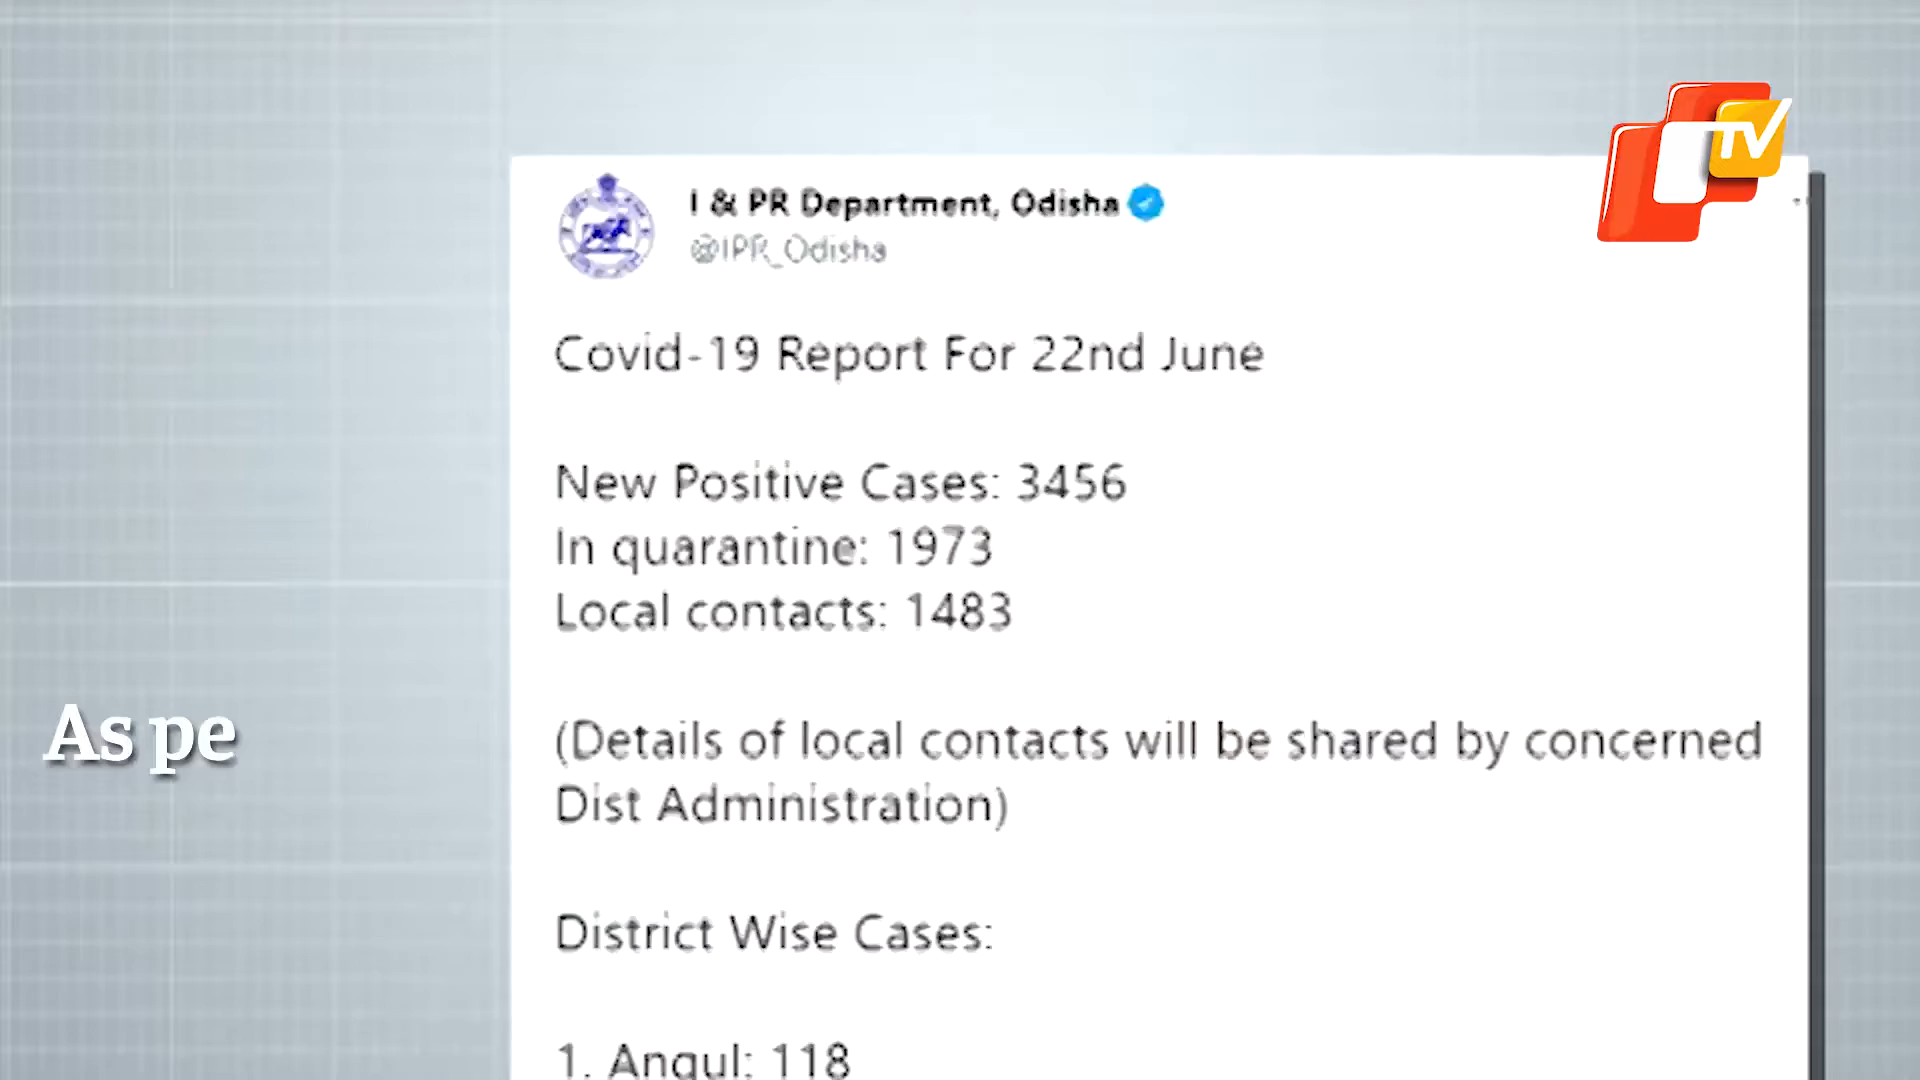 TV
I & PR Department, Odisha
@IPR_Odisha
Covid-19 Report For 22nd June
New Positive Cases: 3456
In quarantine: 1973
Local contacts: 1483
(Details of local contacts will be shared by concerned
Dist Administration)
District Wise Cases:
1. Angul: 118
As pe